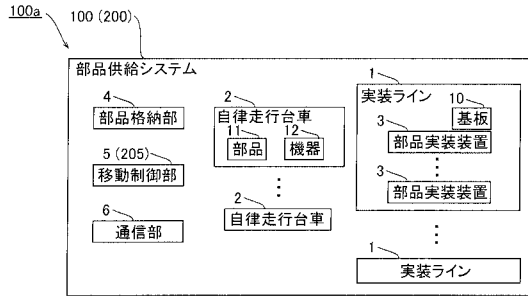 100a
100 (200)
部品供給システム
4
部品格納部
5 (205)
移動制御部
6
通信部
2
自律走行台車
11
部品
12
機器
2
自律走行台車
1
実装ライン
10
基板
3
部品実装装置
3
部品実装装置
1
実装ライン